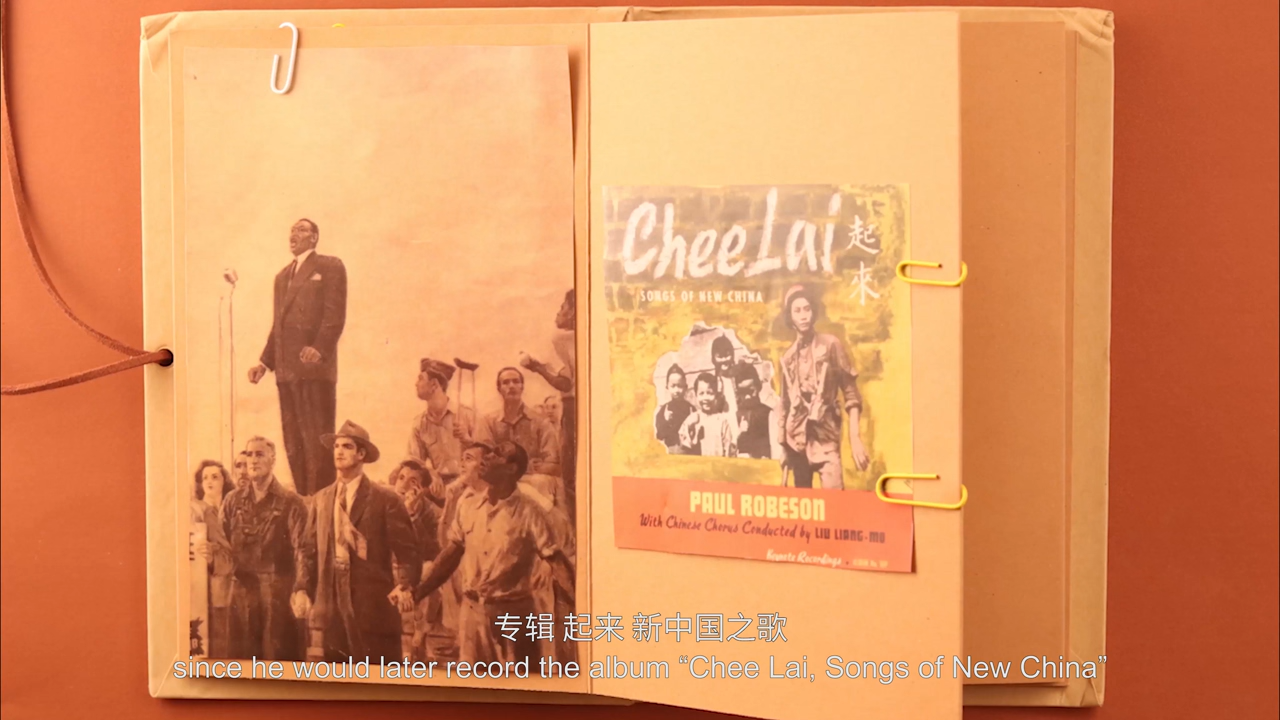 Chee Lai
起來
SONGS OF NEW CHINA
PAUL ROBESON
With Chinese Chorus Conducted by LIU LIANG-MO
Keynote Recordings
专辑 起来 新中国之歌
since he would later record the album “Chee Lai, Songs of New China”